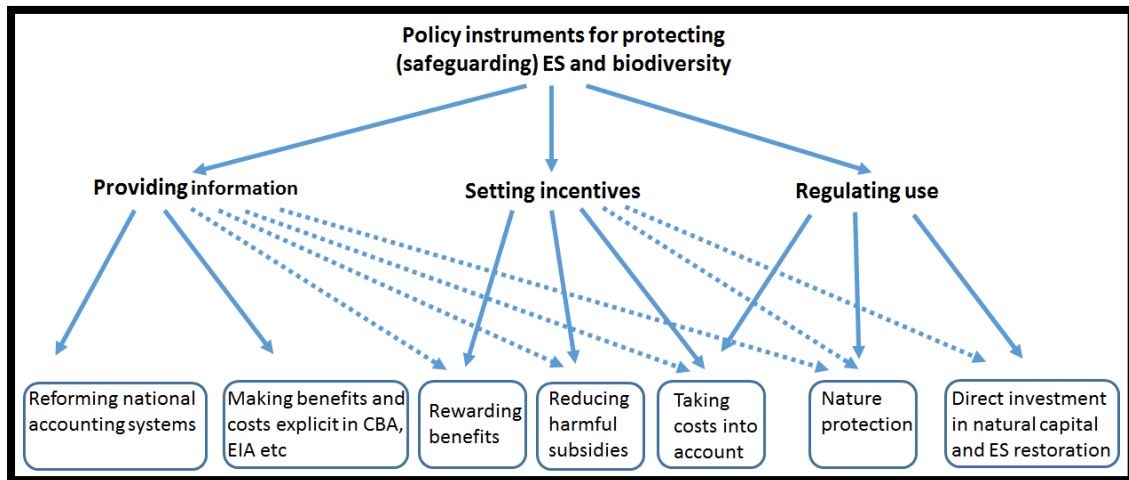 Policy instruments for protecting
(safeguarding) ES and biodiversity
Providing information
Setting incentives
Regulating use
Reforming national
accounting systems
Making benefits and
costs explicit in CBA,
EIA etc
Rewarding
benefits
Reducing
harmful
subsidies
Taking
costs into
account
Nature
protection
Direct investment
in natural capital
and ES restoration